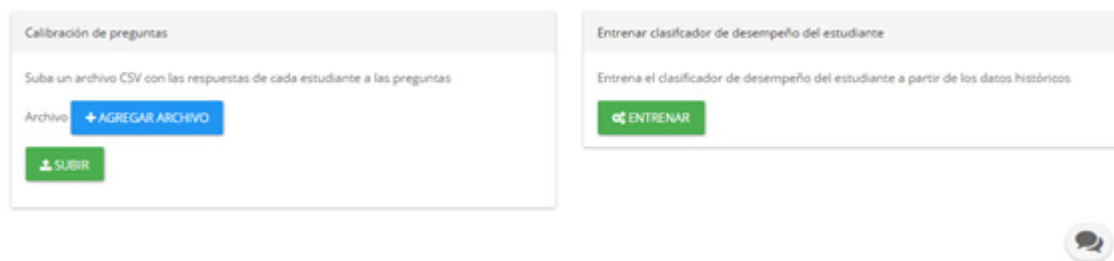 Calibración de preguntas
Suba un archivo CSV con las respuestas de cada estudiante a las preguntas
Archivo + AGREGAR ARCHIVO
SUBIR
Entrenar clasifcador de desempeño del estudiante
Entrena el clasificador de desempeño del estudiante a partir de los datos históricos
ENTRENAR